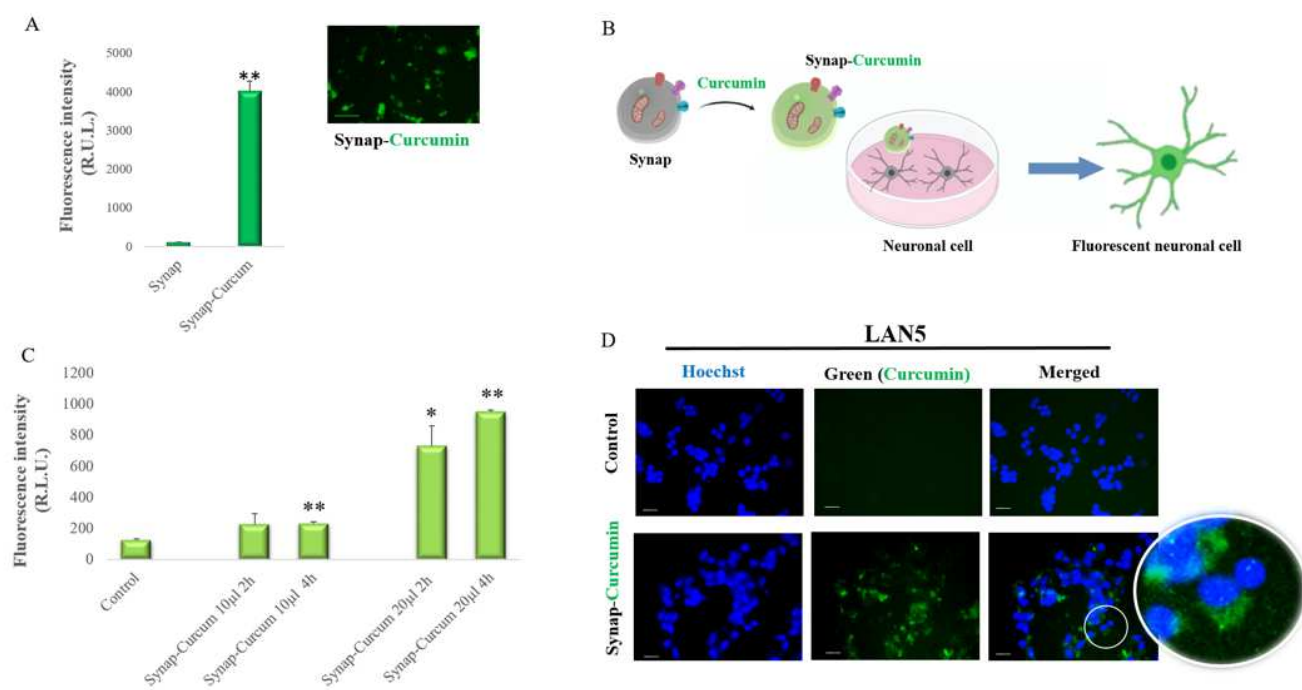 A
Fluorescence intensity
(R.U.L.)
5000
4000
3000
2000
1000
0
**
Synap
Synap-Curcum
Synap-Curcumin
B
Synap
Curcumin
Synap-Curcumin
Neuronal cell
Fluorescent neuronal cell
C
Fluorescence intensity
(R.L.U.)
1200
1000
800
600
400
200
0
**
*
**
Control
Synap-Curcum 10µl 2h
Synap-Curcum 10µl 4h
Synap-Curcum 20µl 2h
Synap-Curcum 20µl 4h
D
LAN5
Hoechst
Green (Curcumin)
Merged
Control
Synap-Curcumin